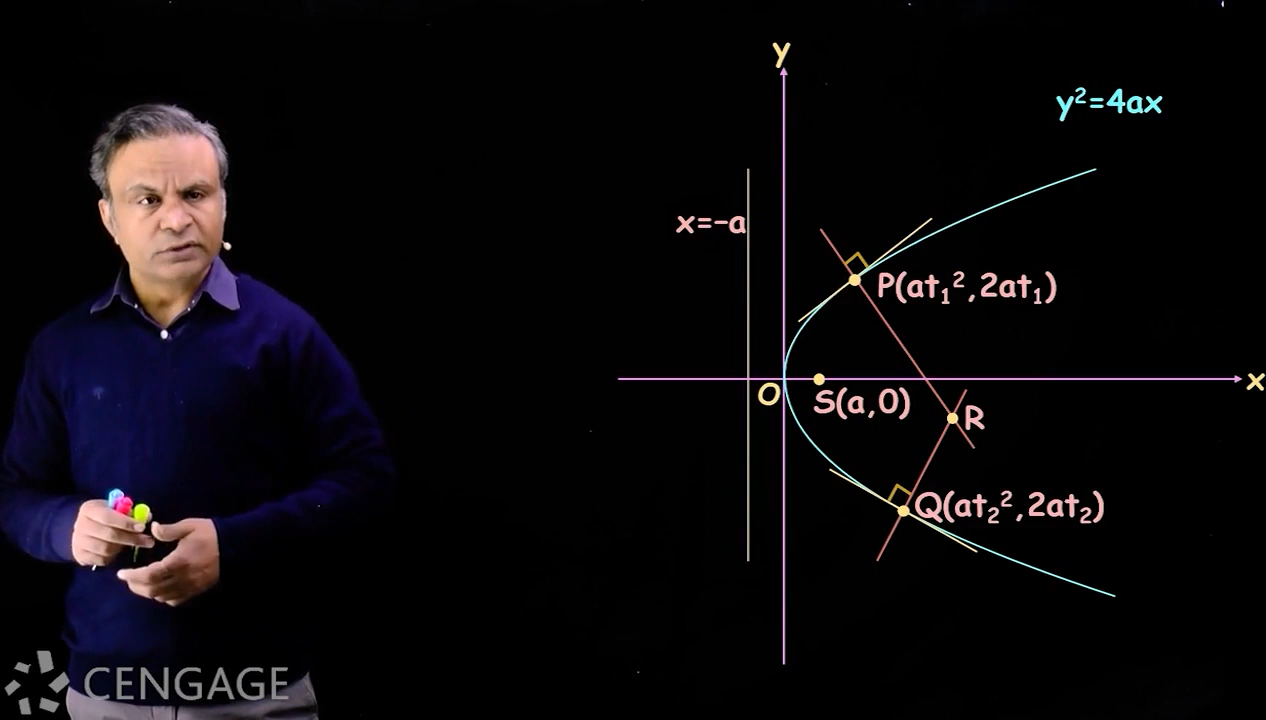 y
y²=4ax
x=-a
P(at₁²,2at₁)
O
S(a,0)
x
R
Q(at₂²,2at₂)
CENGAGE